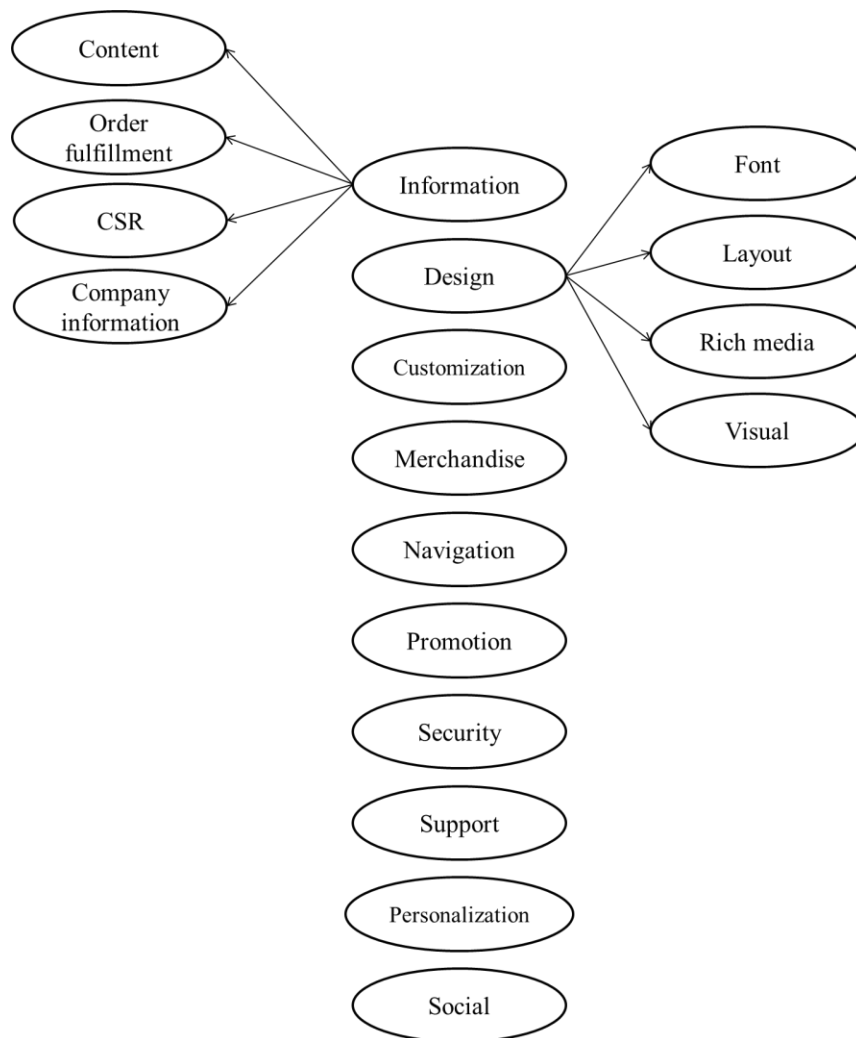 Content
Order
fulfillment
CSR
Company
information
Information
Design
Customization
Merchandise
Navigation
Promotion
Security
Support
Personalization
Social
Font
Layout
Rich media
Visual